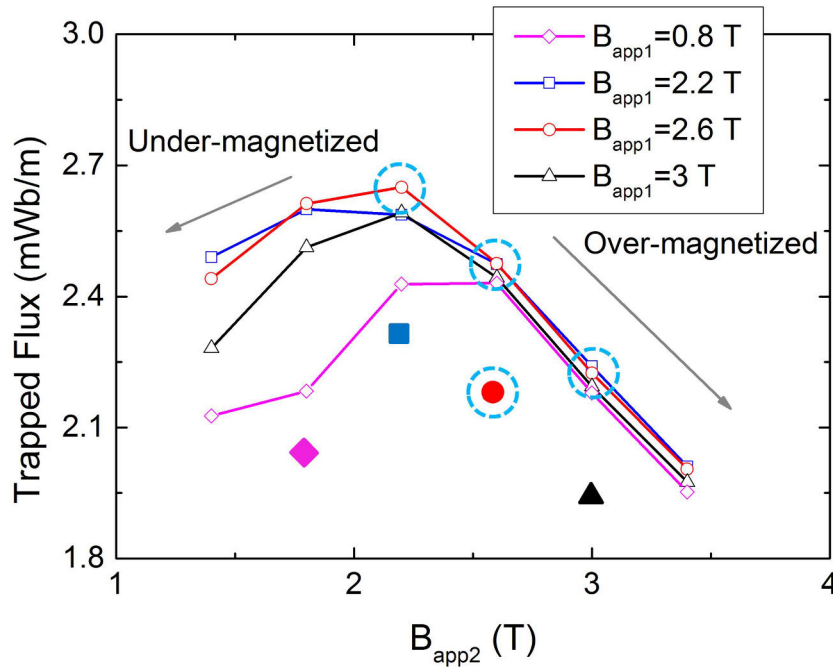 3.0
2.7
2.4
2.1
1.8
Trapped Flux (mWb/m)
Under-magnetized
Over-magnetized
B_app1=0.8 T
B_app1=2.2 T
B_app1=2.6 T
B_app1=3 T
1
2
3
4
B_app2 (T)